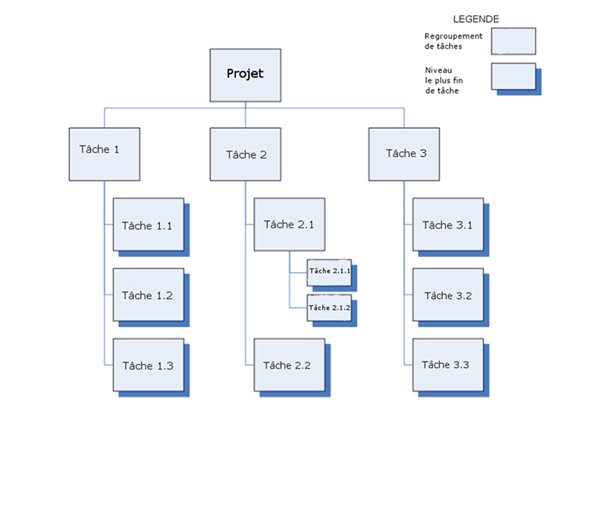 LEGENDE
Regroupement
de tâches
Niveau
le plus fin
de tâche
Projet
Tâche 1
Tâche 2
Tâche 3
Tâche 1.1
Tâche 2.1
Tâche 3.1
Tâche 2.1.1
Tâche 1.2
Tâche 3.2
Tâche 2.1.2
Tâche 1.3
Tâche 2.2
Tâche 3.3